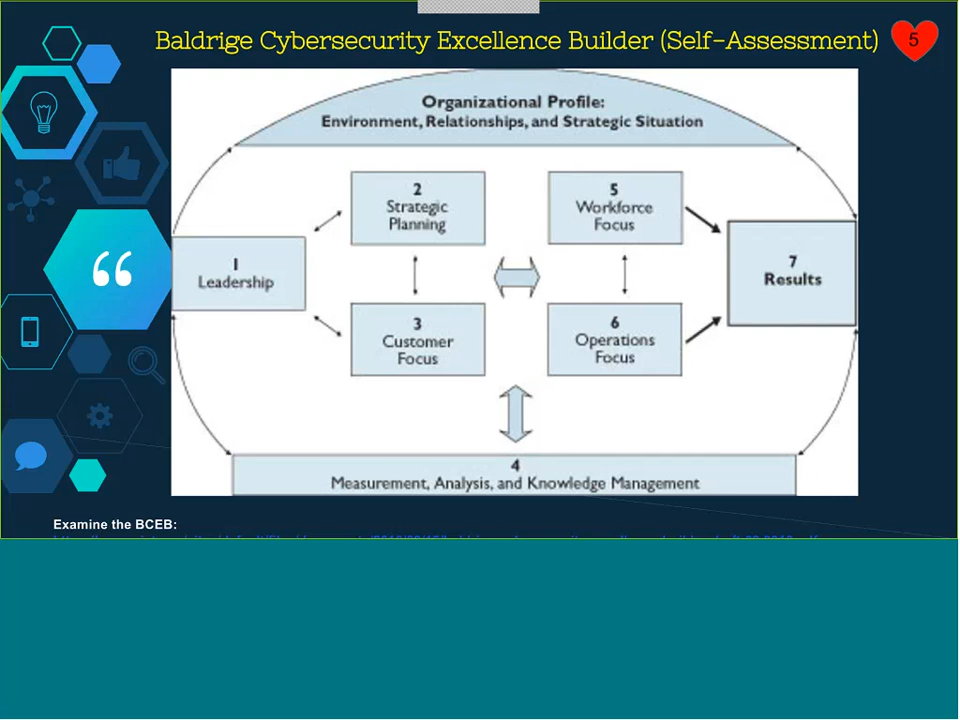 Baldrige Cybersecurity Excellence Builder (Self-Assessment)
5
Organizational Profile:
Environment, Relationships, and Strategic Situation
2
Strategic
Planning
5
Workforce
Focus
1
Leadership
7
Results
3
Customer
Focus
6
Operations
Focus
4
Measurement, Analysis, and Knowledge Management
Examine the BCEB: